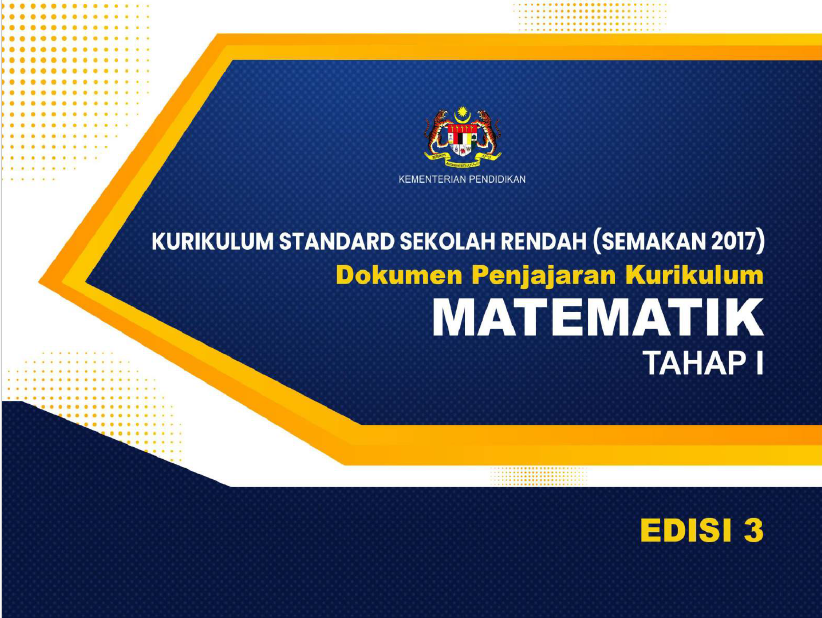 KEMENTERIAN PENDIDIKAN
KURIKULUM STANDARD SEKOLAH RENDAH (SEMAKAN 2017)
Dokumen Penjajaran Kurikulum
MATEMATIK
TAHAP I
EDISI 3